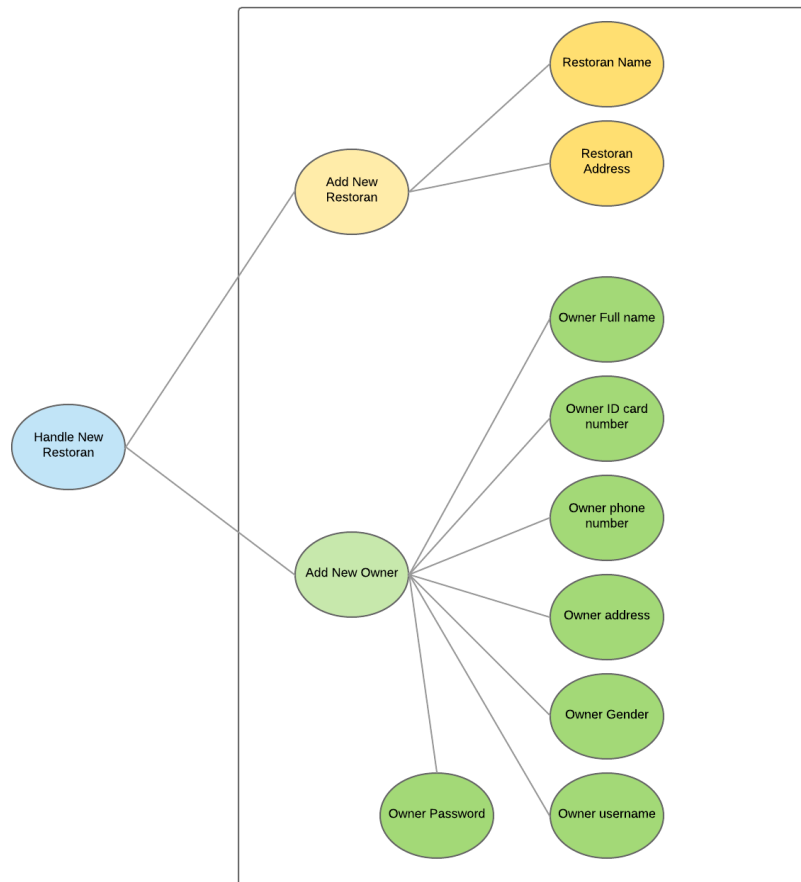 Restoran Name
Restoran
Address
Add New
Restoran
Owner Full name
Owner ID card
number
Handle New
Restoran
Owner phone
number
Add New Owner
Owner address
Owner Gender
Owner Password
Owner username